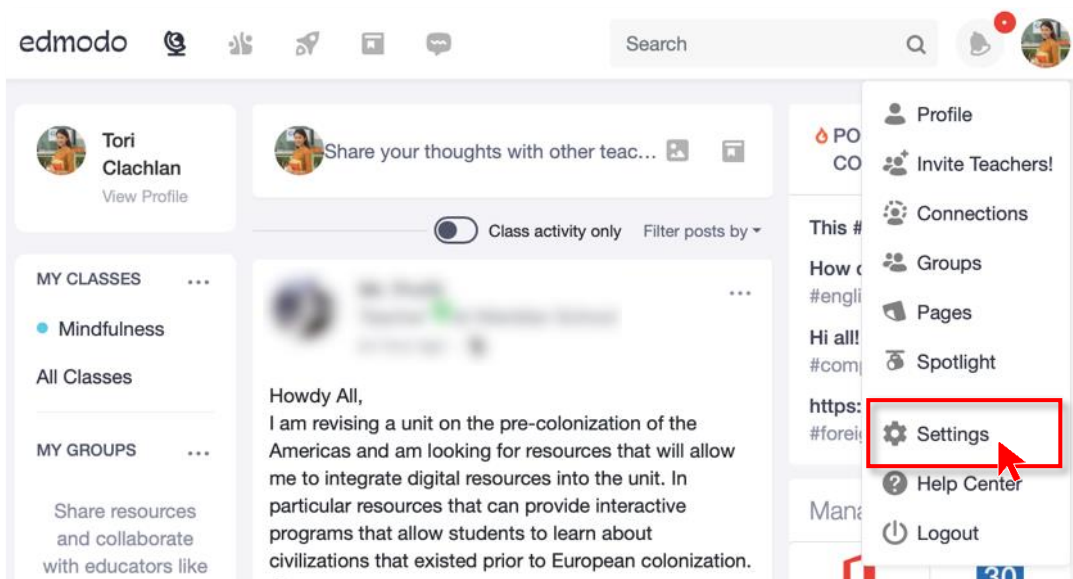 edmodo
Search
Tori
Clachlan
View Profile
MY CLASSES
Mindfulness
All Classes
MY GROUPS
Share resources
and collaborate
with educators like
Share your thoughts with other teac...
Class activity only
Filter posts by
Howdy All,
I am revising a unit on the pre-colonization of the
Americas and am looking for resources that will allow
me to integrate digital resources into the unit. In
particular resources that can provide interactive
programs that allow students to learn about
civilizations that existed prior to European colonization.
PO
CO
This #
How
#engli
Hi all!
#com
https:
#forei
Mana
30
Profile
Invite Teachers!
Connections
Groups
Pages
Spotlight
Settings
Help Center
Logout